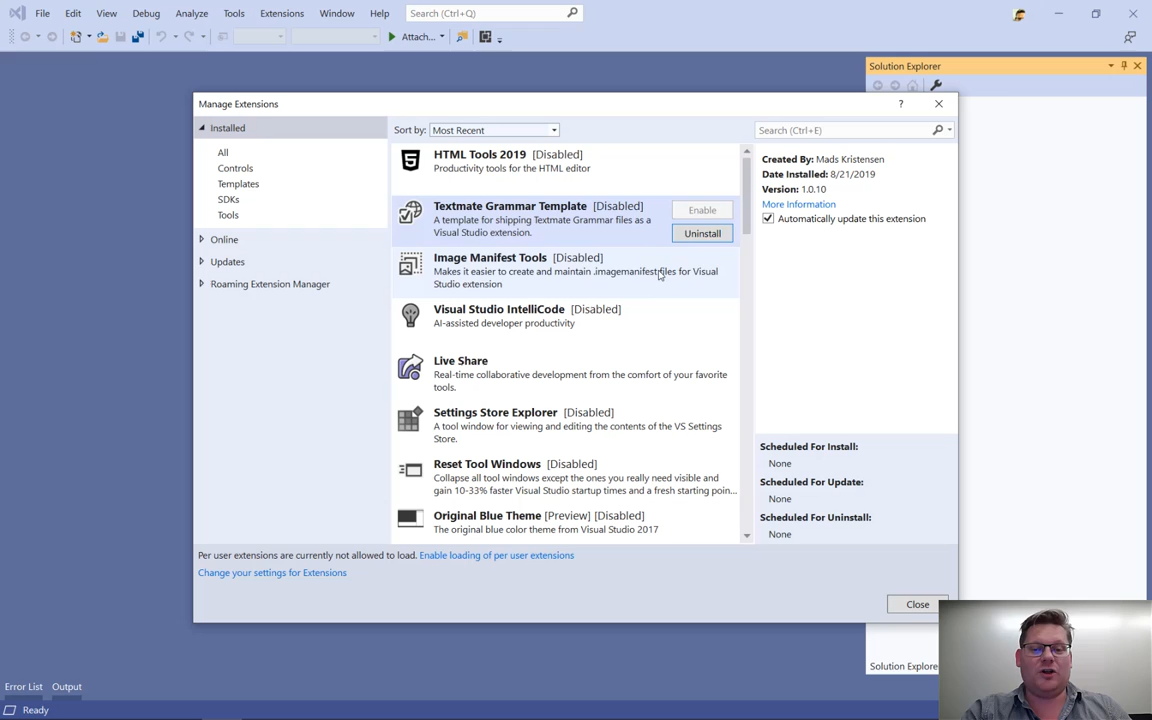 File Edit View Debug Analyze Tools Extensions Window Help Search (Ctrl+Q)
Attach...
Solution Explorer
Manage Extensions
Installed
All
Controls
Templates
SDKs
Tools
Online
Updates
Roaming Extension Manager
Sort by: Most Recent
HTML Tools 2019 [Disabled]
Productivity tools for the HTML editor
Textmate Grammar Template [Disabled]
A template for shipping Textmate Grammar files as a
Visual Studio extension.
Enable
Uninstall
Image Manifest Tools [Disabled]
Makes it easier to create and maintain .imagemanifest files for Visual
Studio extension
Visual Studio IntelliCode [Disabled]
AI-assisted developer productivity
Live Share
Real-time collaborative development from the comfort of your favorite
tools.
Settings Store Explorer [Disabled]
A tool window for viewing and editing the contents of the VS Settings
Store.
Reset Tool Windows [Disabled]
Collapse all tool windows except the ones you really need visible and
gain 10-33% faster Visual Studio startup times and a fresh starting poin...
Original Blue Theme [Preview] [Disabled]
The original blue color theme from Visual Studio 2017
Search (Ctrl+E)
Created By: Mads Kristensen
Date Installed: 8/21/2019
Version: 1.0.10
More Information
Automatically update this extension
Scheduled For Install:
None
Scheduled For Update:
None
Scheduled For Uninstall:
None
Per user extensions are currently not allowed to load. Enable loading of per user extensions
Change your settings for Extensions
Close
Solution Explorer
Error List Output
Ready